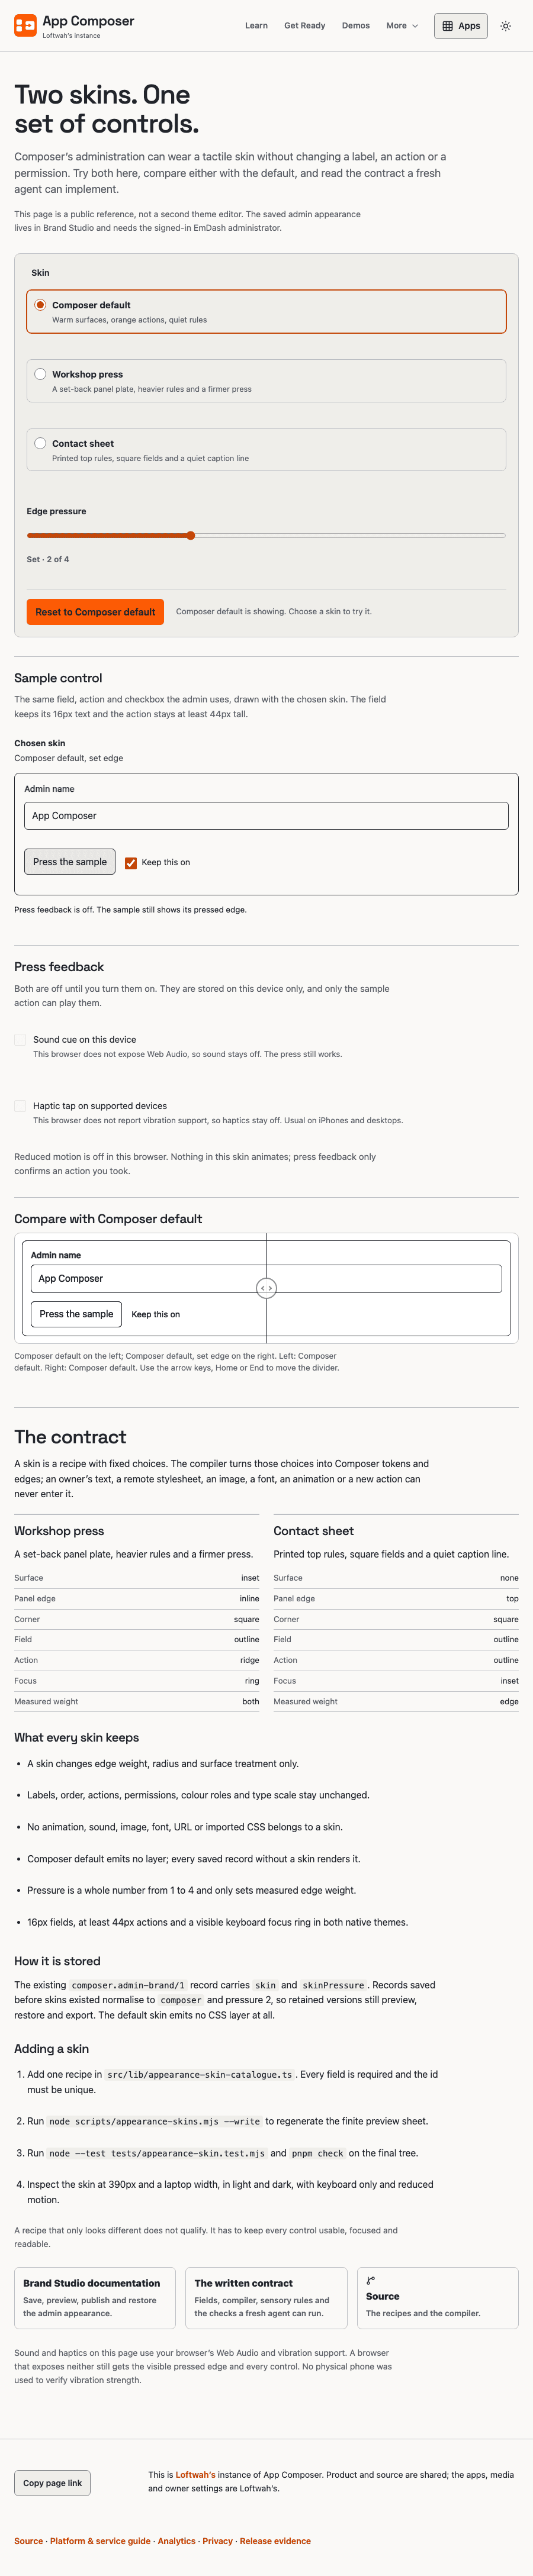 App Composer
Loftwah's instance
Learn
Get Ready
Demos
More
Apps
Two skins. One
set of controls.
Composer's administration can wear a tactile skin without changing a label, an action or a
permission. Try both here, compare either with the default, and read the contract a fresh
agent can implement.
This page is a public reference, not a second theme editor. The saved admin appearance
lives in Brand Studio and needs the signed-in EmDash administrator.
Skin
Composer default
Warm surfaces, orange actions, quiet rules
Workshop press
A set-back panel plate, heavier rules and a firmer press
Contact sheet
Printed top rules, square fields and a quiet caption line
Edge pressure
Set · 2 of 4
Reset to Composer default
Composer default is showing. Choose a skin to try it.
Sample control
The same field, action and checkbox the admin uses, drawn with the chosen skin. The field
keeps its 16px text and the action stays at least 44px tall.
Chosen skin
Composer default, set edge
Admin name
App Composer
Press the sample
Keep this on
Press feedback is off. The sample still shows its pressed edge.
Press feedback
Both are off until you turn them on. They are stored on this device only, and only the sample
action can play them.
Sound cue on this device
This browser does not expose Web Audio, so sound stays off. The press still works.
Haptic tap on supported devices
This browser does not report vibration support, so haptics stay off. Usual on iPhones and desktops.
Reduced motion is off in this browser. Nothing in this skin animates; press feedback only
confirms an action you took.
Compare with Composer default
Admin name
App Composer
Press the sample
Keep this on
Composer default on the left; Composer default, set edge on the right. Left: Composer
default. Right: Composer default. Use the arrow keys, Home or End to move the divider.
The contract
A skin is a recipe with fixed choices. The compiler turns those choices into Composer tokens and
edges; an owner's text, a remote stylesheet, an image, a font, an animation or a new action can
never enter it.
Workshop press
A set-back panel plate, heavier rules and a firmer press.
Surface inset
Panel edge inline
Corner square
Field outline
Action ridge
Focus ring
Measured weight both
Contact sheet
Printed top rules, square fields and a quiet caption line.
Surface none
Panel edge top
Corner square
Field outline
Action outline
Focus inset
Measured weight edge
What every skin keeps
• A skin changes edge weight, radius and surface treatment only.
• Labels, order, actions, permissions, colour roles and type scale stay unchanged.
• No animation, sound, image, font, URL or imported CSS belongs to a skin.
• Composer default emits no layer; every saved record without a skin renders it.
• Pressure is a whole number from 1 to 4 and only sets measured edge weight.
• 16px fields, at least 44px actions and a visible keyboard focus ring in both native themes.
How it is stored
The existing composer.admin-brand/1 record carries skin and skinPressure. Records saved
before skins existed normalise to composer and pressure 2, so retained versions still preview,
restore and export. The default skin emits no CSS layer at all.
Adding a skin
1. Add one recipe in src/lib/appearance-skin-catalogue.ts. Every field is required and the id
must be unique.
2. Run node scripts/appearance-skins.mjs --write to regenerate the finite preview sheet.
3. Run node --test tests/appearance-skin.test.mjs and pnpm check on the final tree.
4. Inspect the skin at 390px and a laptop width, in light and dark, with keyboard only and reduced
motion.
A recipe that only looks different does not qualify. It has to keep every control usable, focused and
readable.
Brand Studio documentation
Save, preview, publish and restore
the admin appearance.
The written contract
Fields, compiler, sensory rules and
the checks a fresh agent can run.
Source
The recipes and the compiler.
Sound and haptics on this page use your browser's Web Audio and vibration support. A browser
that exposes neither still gets the visible pressed edge and every control. No physical phone was
used to verify vibration strength.
Copy page link
This is Loftwah's instance of App Composer. Product and source are shared; the apps, media
and owner settings are Loftwah's.
Source · Platform & service guide · Analytics · Privacy · Release evidence